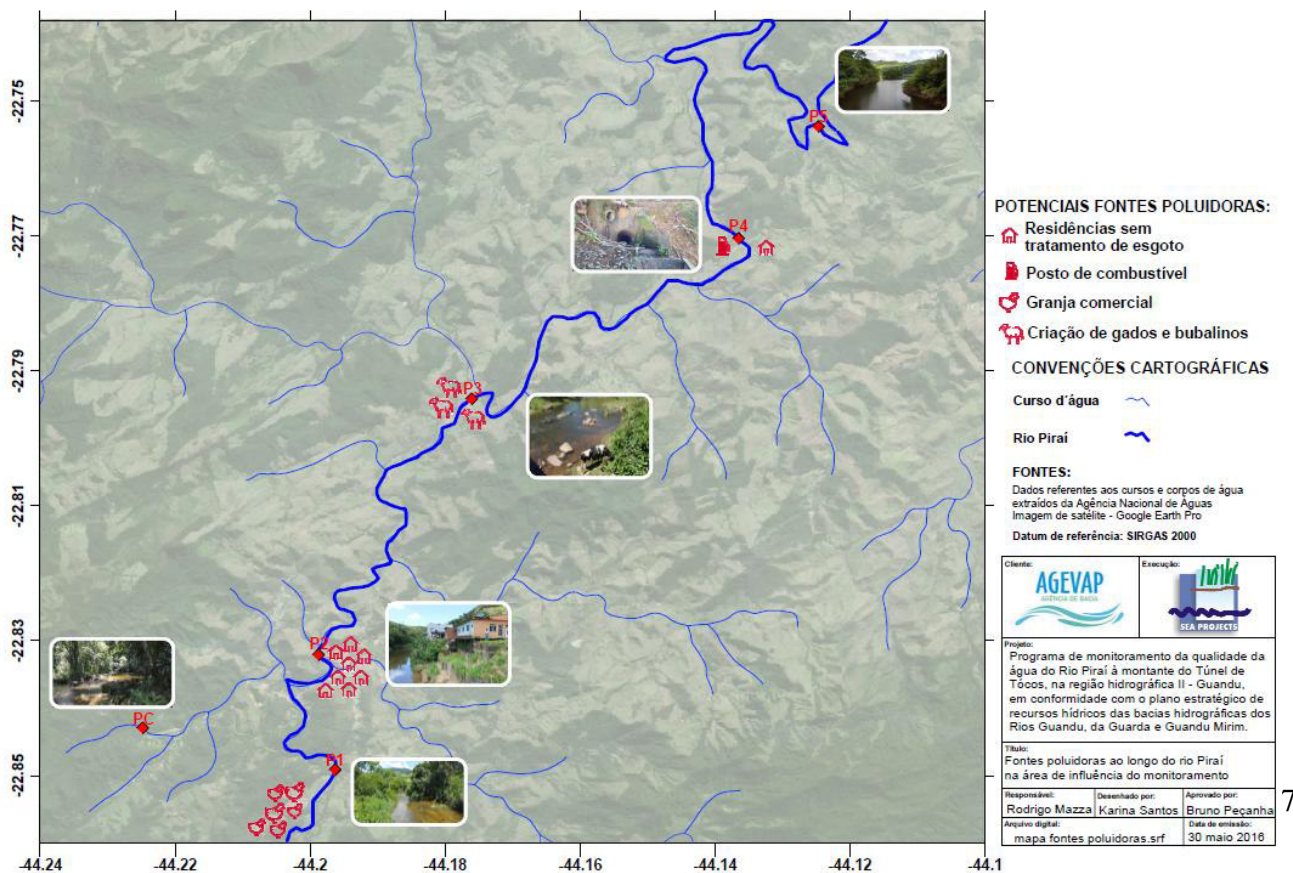 -22.75
-22.77
-22.79
-22.81
-22.83
-22.85
-44.24
-44.22
-44.2
-44.18
-44.16
-44.14
-44.12
-44.1
P5
P4
P3
P2
PC
P1
POTENCIAIS FONTES POLUIDORAS:
Residências sem
tratamento de esgoto
Posto de combustível
Granja comercial
Criação de gados e bubalinos
CONVENÇÕES CARTOGRÁFICAS
Curso d'água
Rio Piraí
FONTES:
Dados referentes aos cursos e corpos de água
extraídos da Agência Nacional de Águas
Imagem de satélite - Google Earth Pro
Datum de referência: SIRGAS 2000
Cliente:
AGEVAP
AGÊNCIA DE BACIA
Execução:
SEA PROJECTS
Projeto:
Programa de monitoramento da qualidade da
água do Rio Piraí à montante do Túnel de
Tócos, na região hidrográfica II - Guandu,
em conformidade com o plano estratégico de
recursos hídricos das bacias hidrográficas dos
Rios Guandu, da Guarda e Guandu Mirim.
Título:
Fontes poluidoras ao longo do rio Piraí
na área de influência do monitoramento
Responsável:
Rodrigo Mazza
Desenhado por:
Karina Santos
Aprovado por:
Bruno Peçanha
Arquivo digital:
mapa fontes poluidoras.srf
Data de emissão:
30 maio 2016
7